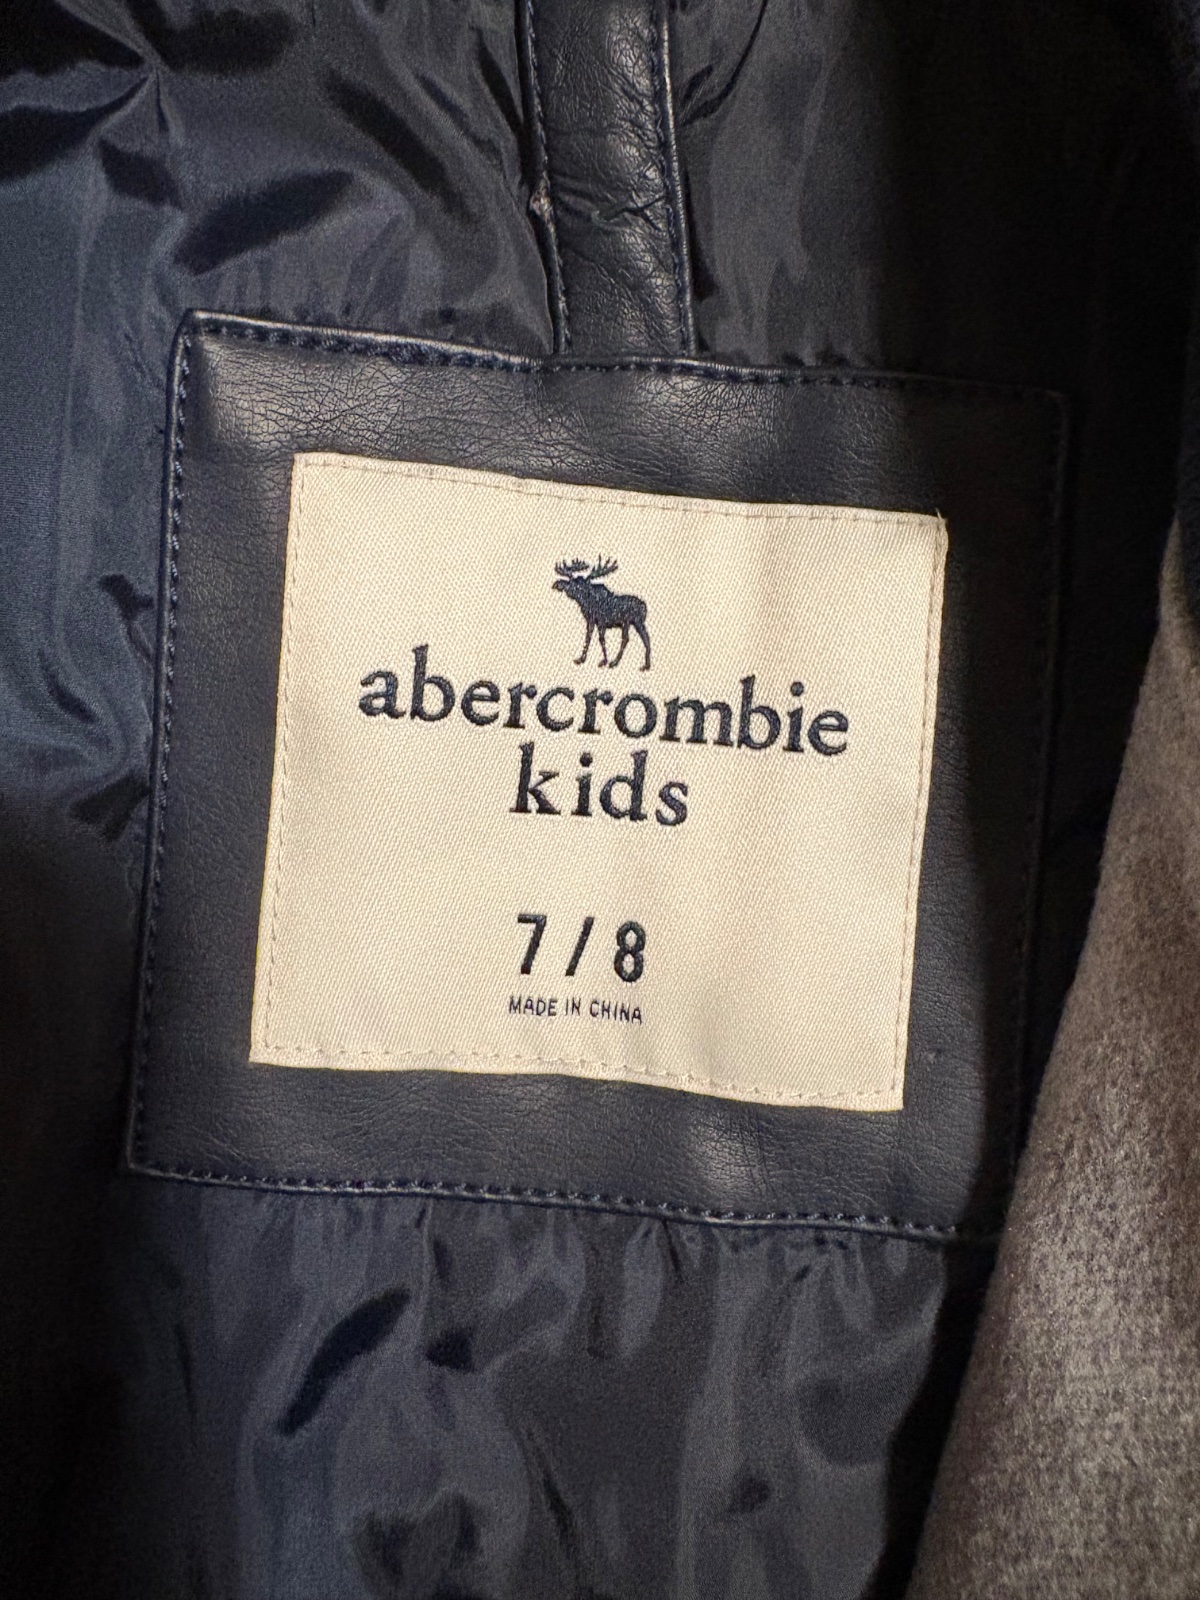 abercrombie
kids
7 / 8
MADE IN CHINA